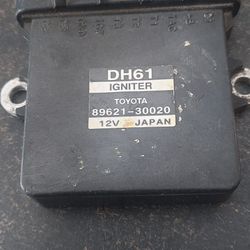 DH61
IGNITER
TOYOTA
89621-30020
12V JAPAN